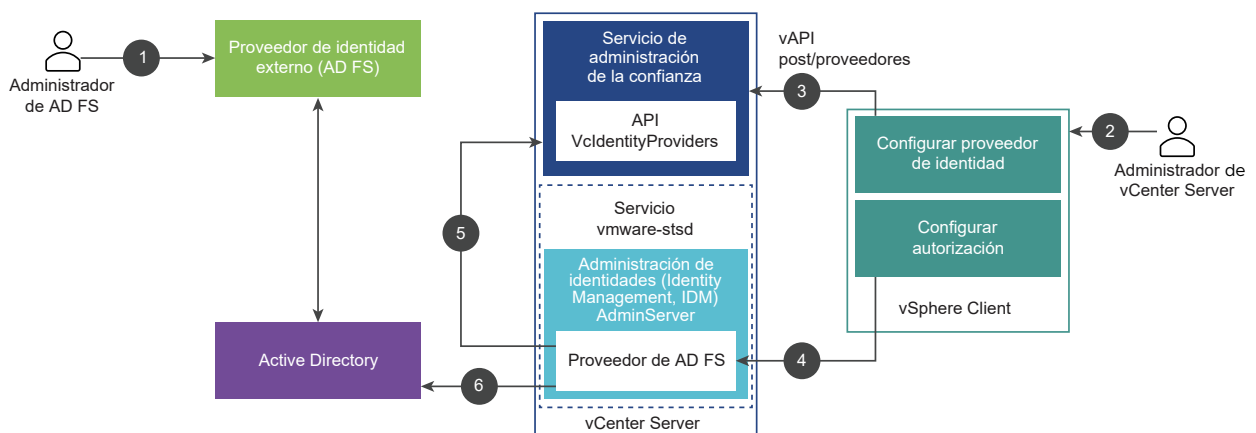 Administrador
de AD FS
1
Proveedor de identidad
externo (AD FS)
Servicio de
administración
de la confianza
API
VcIdentityProviders
vAPI
post/proveedores
3
2
Administrador de
vCenter Server
Configurar proveedor
de identidad
Configurar
autorización
vSphere Client
Servicio
vmware-stsd
5
Administración de
identidades (Identity
Management, IDM)
AdminServer
Proveedor de AD FS
4
6
Active Directory
vCenter Server